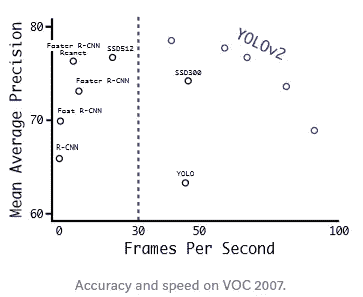 80
70
60
Mean Average Precision
Faster R-CNN
Resnet
SSD512
YOLOv2
Faster R-CNN
SSD300
Fast R-CNN
R-CNN
YOLO
0 30 50 100
Frames Per Second
Accuracy and speed on VOC 2007.